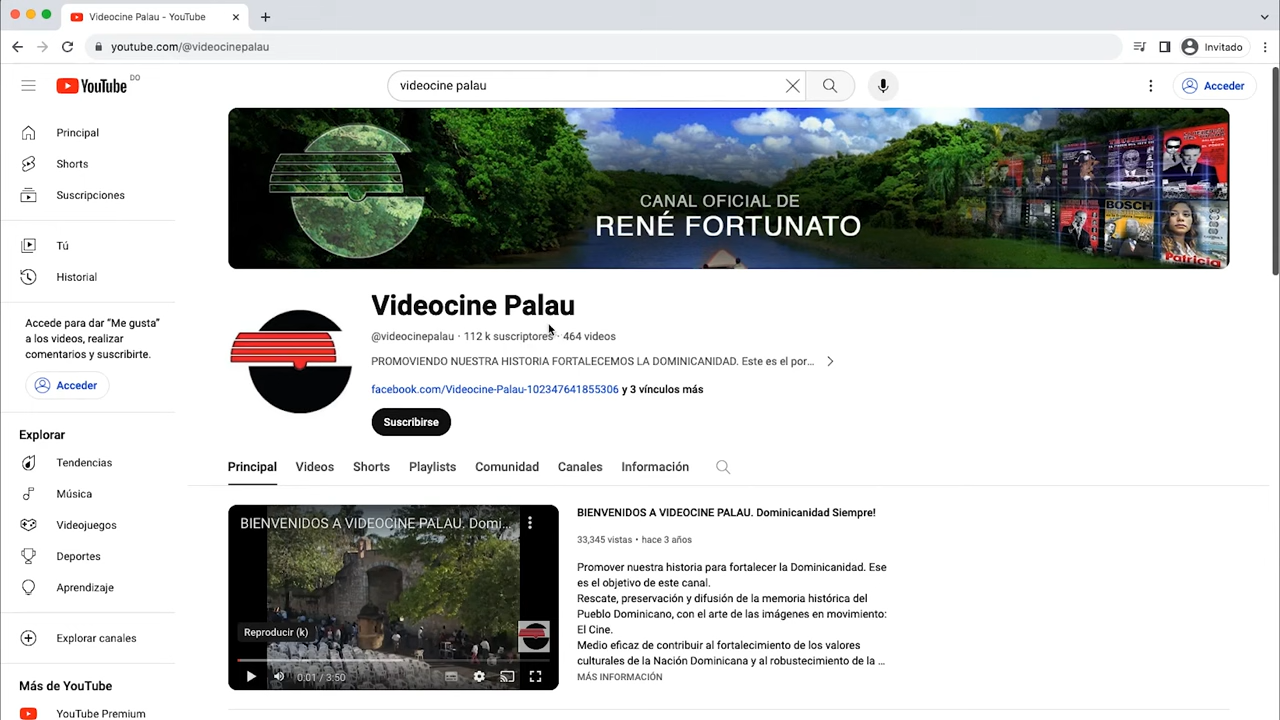 Videocine Palau - YouTube
youtube.com/@videocinepalau
Invitado
YouTube DO
videocine palau
Acceder
Principal
Shorts
Suscripciones
Tú
Historial
Accede para dar “Me gusta”
a los videos, realizar
comentarios y suscribirte.
Acceder
Explorar
Tendencias
Música
Videojuegos
Deportes
Aprendizaje
Explorar canales
Más de YouTube
YouTube Premium
CANAL OFICIAL DE
RENÉ FORTUNATO
BOSCH
Patricia
Videocine Palau
@videocinepalau · 112 k suscriptores · 464 videos
PROMOVIENDO NUESTRA HISTORIA FORTALECEMOS LA DOMINICANIDAD. Este es el por...
facebook.com/Videocine-Palau-102347641855306 y 3 vínculos más
Suscribirse
Principal Videos Shorts Playlists Comunidad Canales Información
BIENVENIDOS A VIDEOCINE PALAU. Domi...
Reproducir (k)
0:01 / 3:50
BIENVENIDOS A VIDEOCINE PALAU. Dominicanidad Siempre!
33,345 vistas • hace 3 años
Promover nuestra historia para fortalecer la Dominicanidad. Ese
es el objetivo de este canal.
Rescate, preservación y difusión de la memoria histórica del
Pueblo Dominicano, con el arte de las imágenes en movimiento:
El Cine.
Medio eficaz de contribuir al fortalecimiento de los valores
culturales de la Nación Dominicana y al robustecimiento de la ...
MÁS INFORMACIÓN